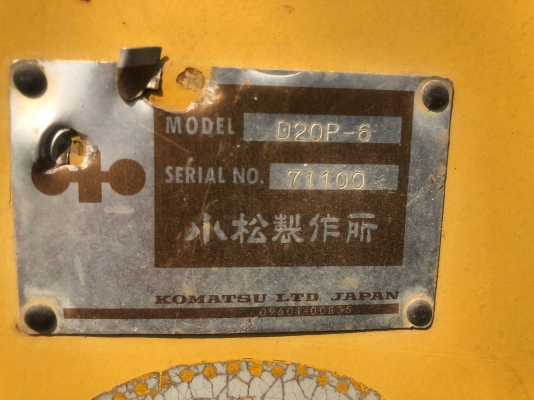 MODEL D20P-6
SERIAL NO. 71100
小松製作所
KOMATSU LTD. JAPAN
09601-00835